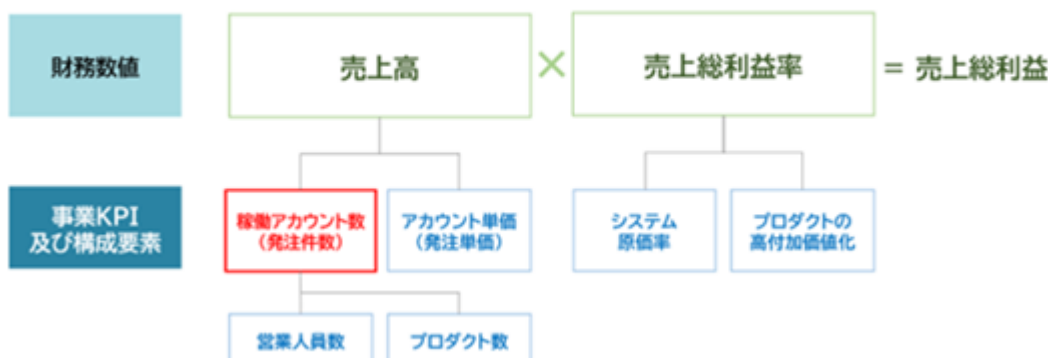 財務数値
売上高
×
売上総利益率
= 売上総利益
事業KPI
及び構成要素
稼働アカウント数
(発注件数)
アカウント単価
(発注単価)
システム
原価率
プロダクトの
高付加価値化
営業人員数
プロダクト数